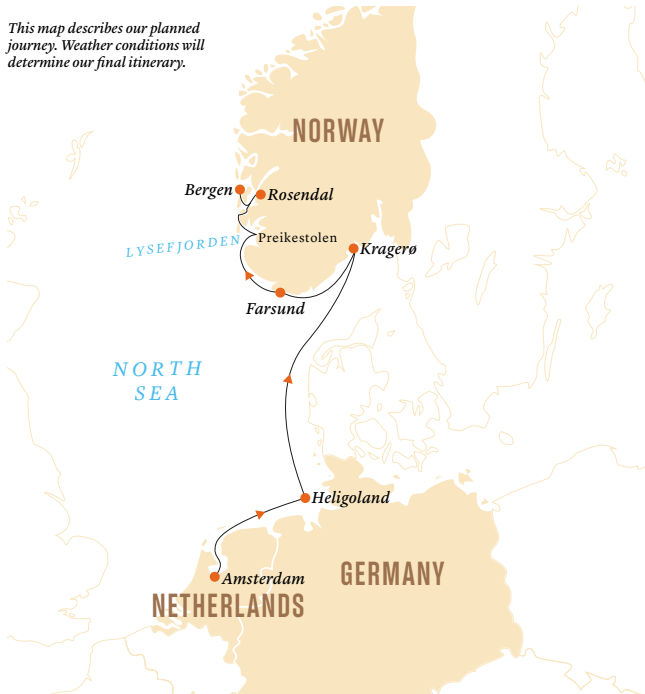 This map describes our planned
journey. Weather conditions will
determine our final itinerary.
NORWAY
Bergen
Rosendal
LYSEFJORDEN
Preikestolen
Kragerø
Farsund
NORTH
SEA
Heligoland
GERMANY
Amsterdam
NETHERLANDS